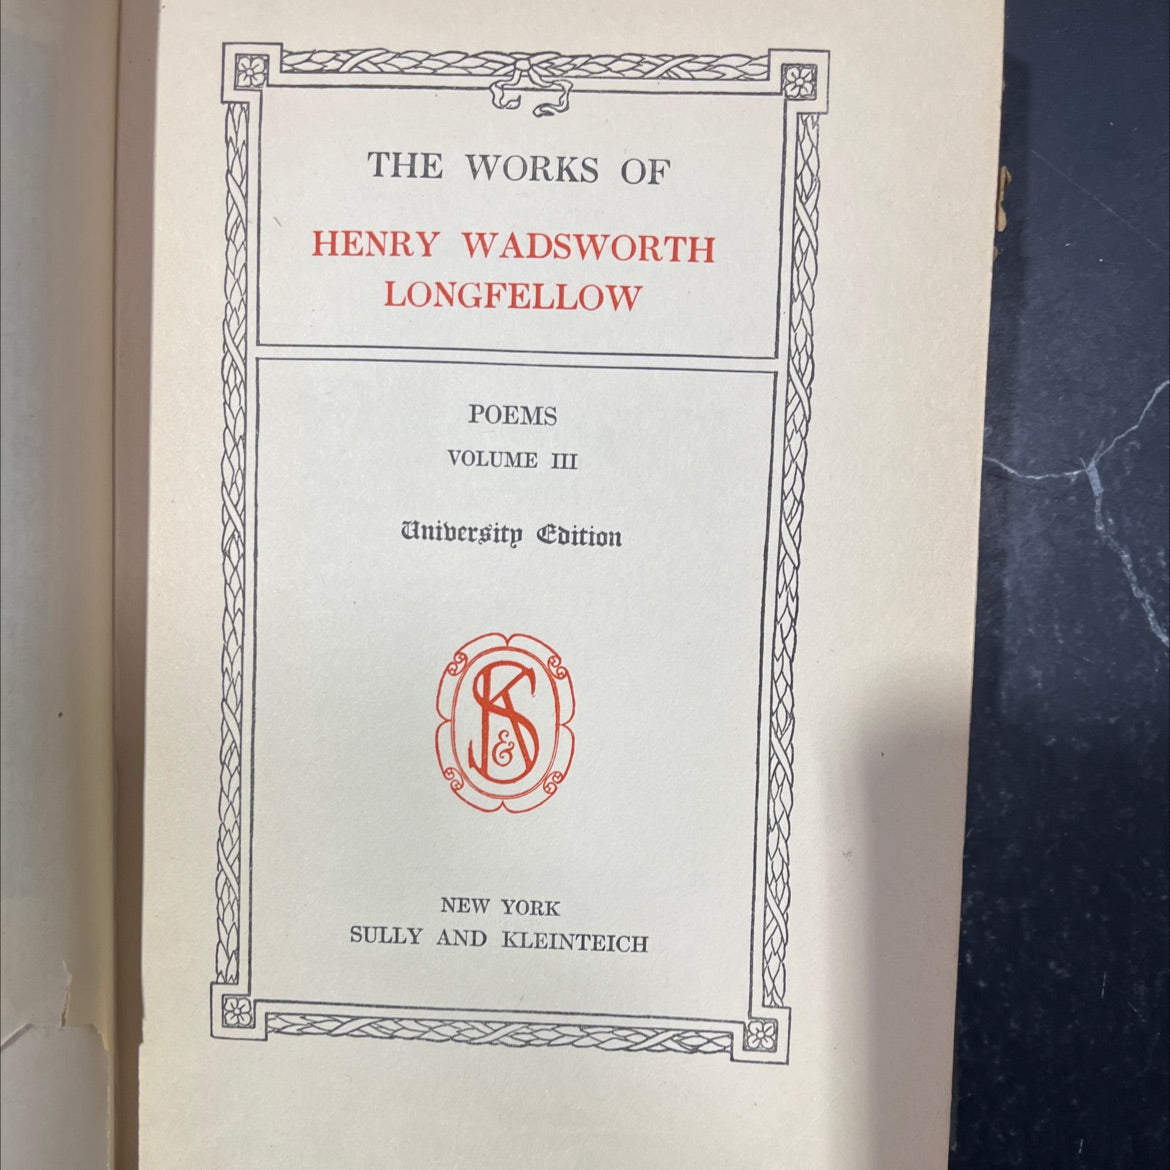 THE WORKS OF
HENRY WADSWORTH
LONGFELLOW
POEMS
VOLUME III
University Edition
S & K
NEW YORK
SULLY AND KLEINTEICH